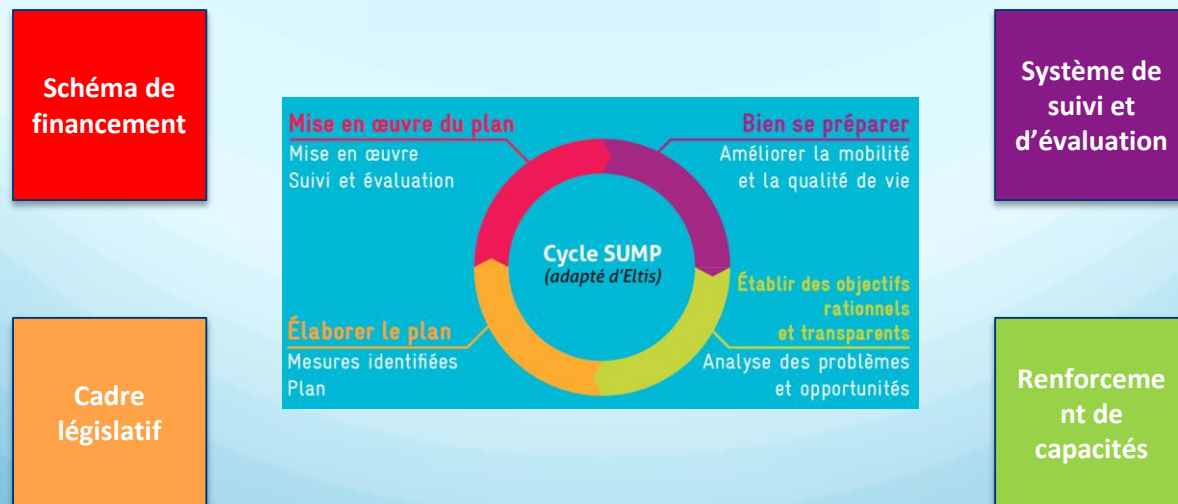 Schéma de
financement
Système de
suivi et
d'évaluation
Mise en œuvre du plan
Mise en œuvre
Suivi et évaluation
Bien se préparer
Améliorer la mobilité
et la qualité de vie
Cycle SUMP
(adapté d'Eltis)
Établir des objectifs
rationnels
et transparents
Analyse des problèmes
et opportunités
Élaborer le plan
Mesures identifiées
Plan
Cadre
législatif
Renforceme
nt de
capacités